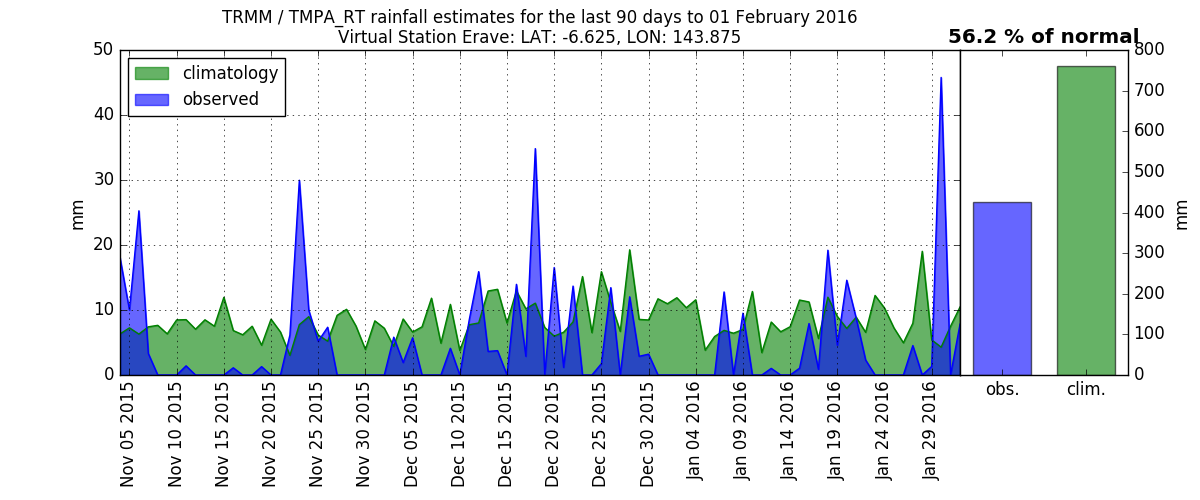 TRMM / TMPA_RT rainfall estimates for the last 90 days to 01 February 2016
Virtual Station Erave: LAT: -6.625, LON: 143.875
56.2 % of normal
climatology
observed
50
40
30
20
10
0
mm
Nov 05 2015
Nov 10 2015
Nov 15 2015
Nov 20 2015
Nov 25 2015
Nov 30 2015
Dec 05 2015
Dec 10 2015
Dec 15 2015
Dec 20 2015
Dec 25 2015
Dec 30 2015
Jan 04 2016
Jan 09 2016
Jan 14 2016
Jan 19 2016
Jan 24 2016
Jan 29 2016
obs.
clim.
800
700
600
500
400
300
200
100
0
mm